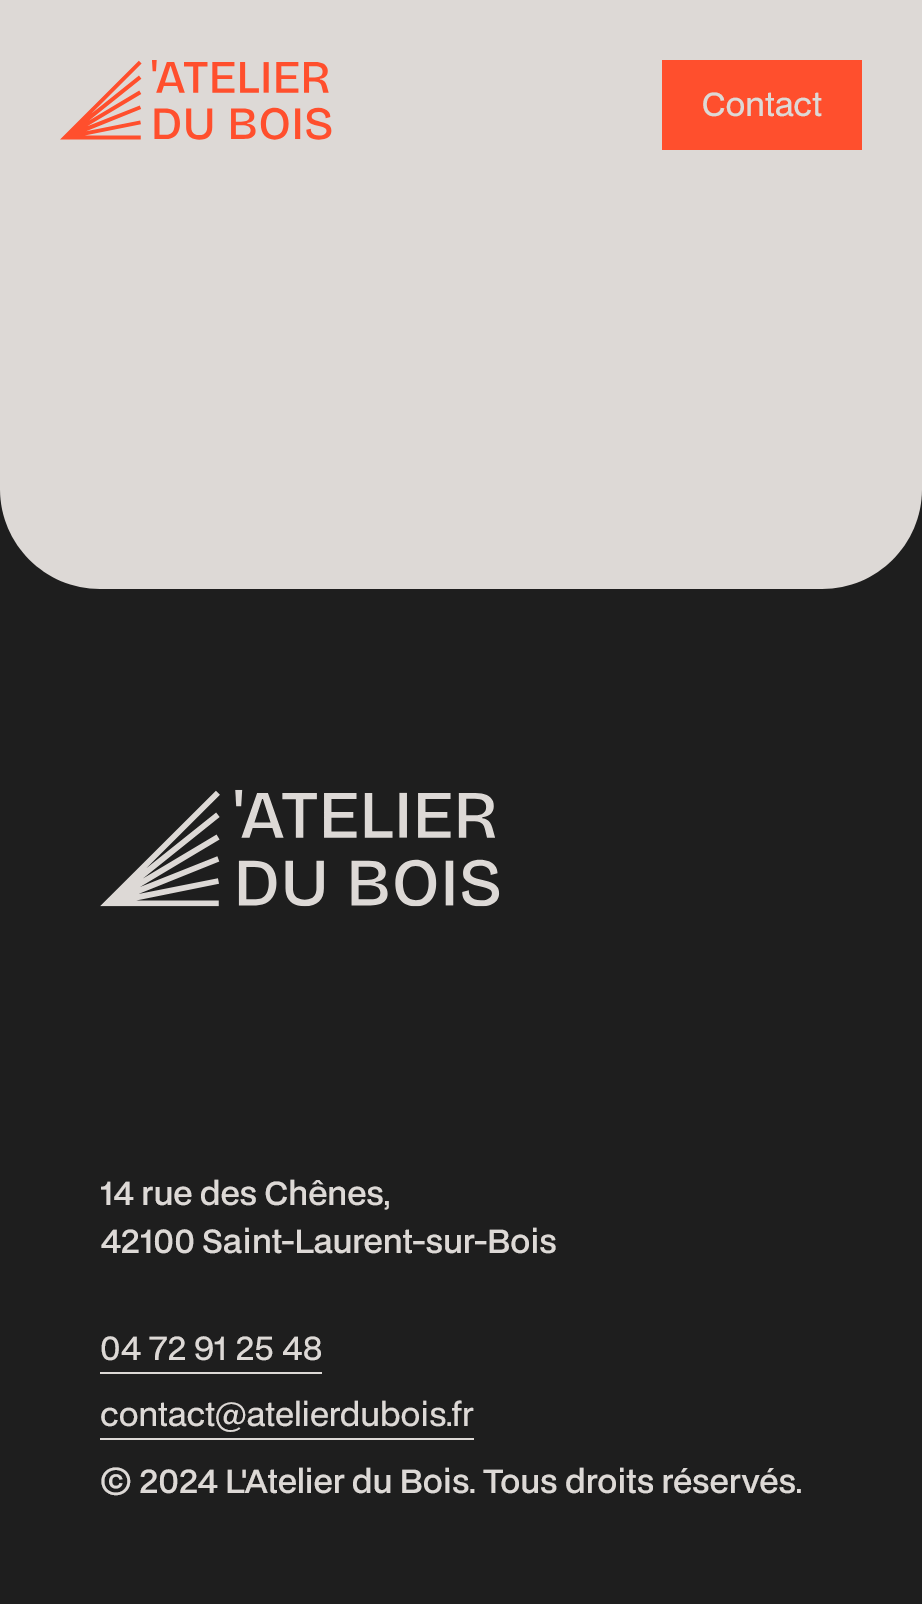 'ATELIER
DU BOIS
Contact
'ATELIER
DU BOIS
14 rue des Chênes,
42100 Saint-Laurent-sur-Bois
04 72 91 25 48
contact@atelierdubois.fr
© 2024 L'Atelier du Bois. Tous droits réservés.